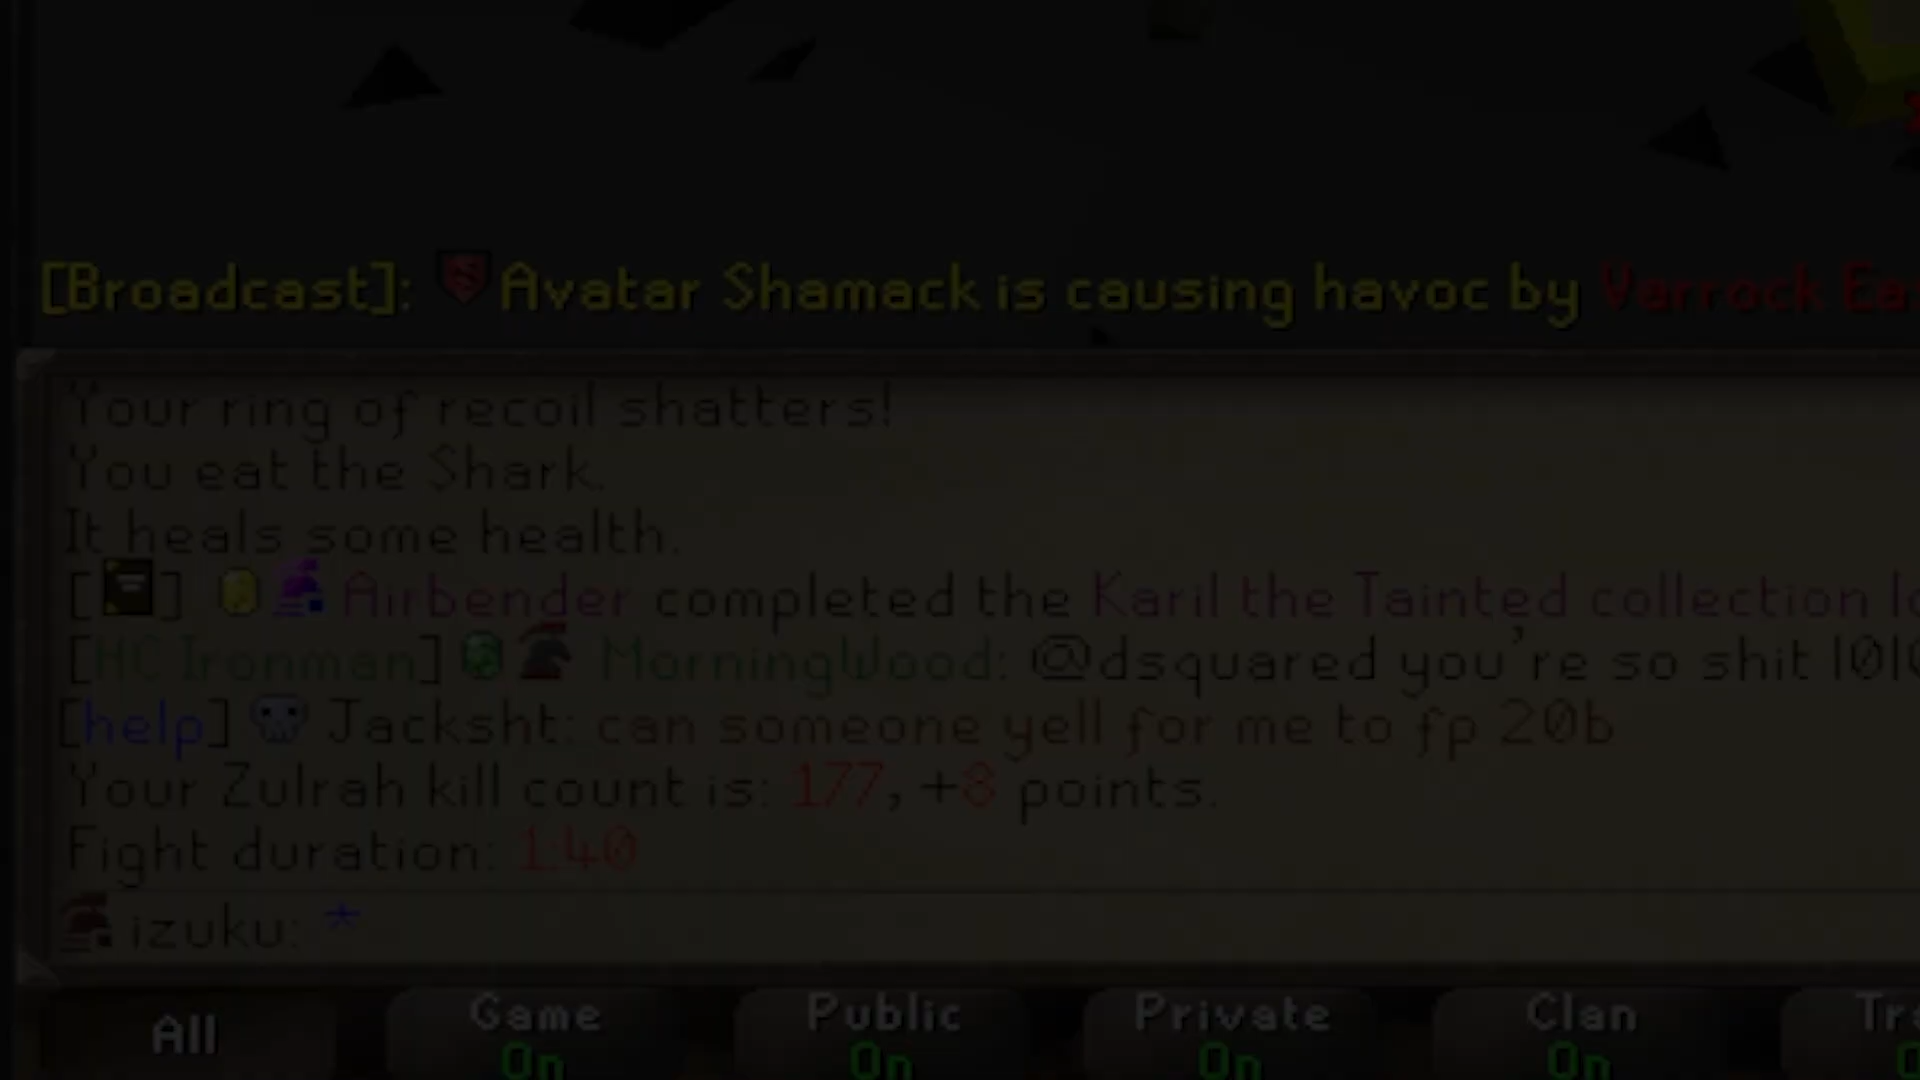 [Broadcast]: Avatar Shamack is causing havoc by Varrock
Your ring of recoil shatters!
You eat the Shark.
It heals some health.
[ ] Airbender completed the Karil the Tainted collection
[HC Ironman] MorningWood: @dsquared you're so shit
[help] Jacksht: can someone yell for me to fp 20b
Your Zulrah kill count is: 177, +8 points.
Fight duration: 1:40
izuku: *
All
Game
On
Public
On
Private
On
Clan
On